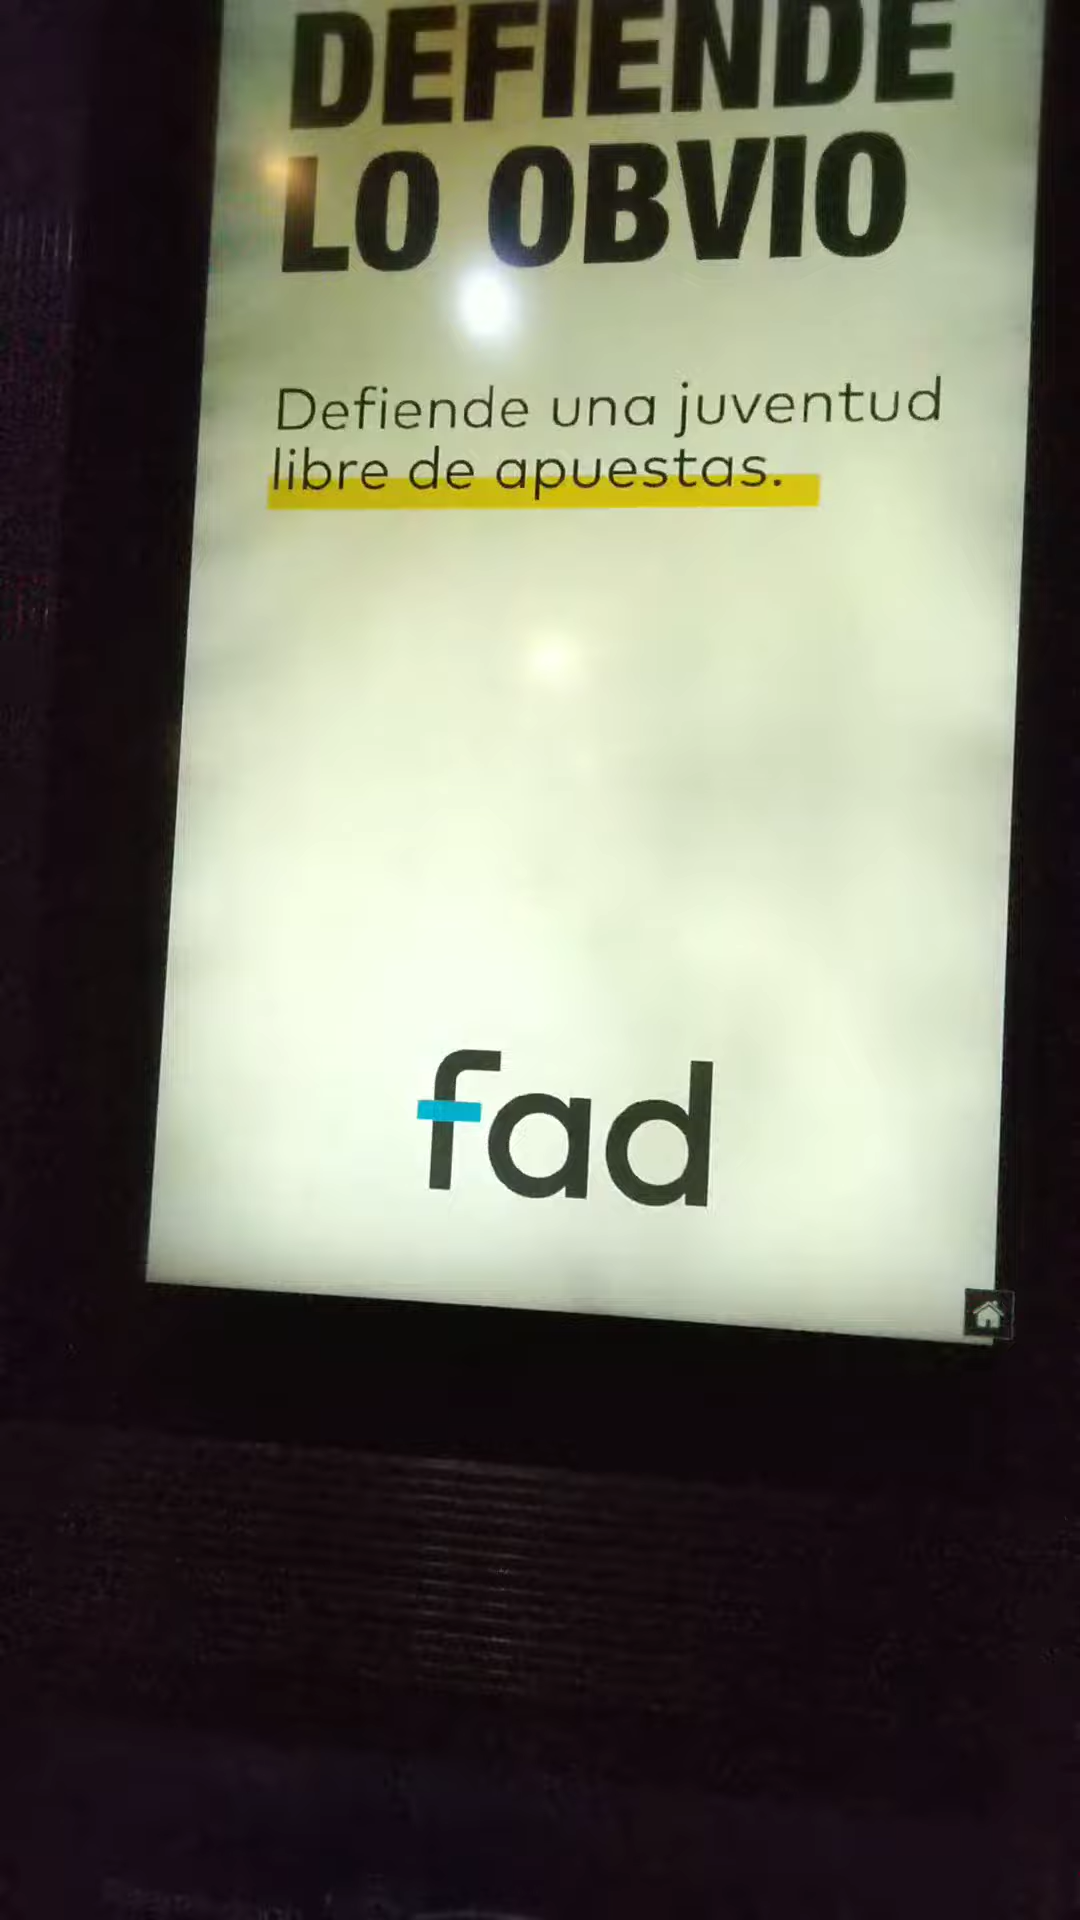 DEFIENDE
LO OBVIO
Defiende una juventud
libre de apuestas.
fad